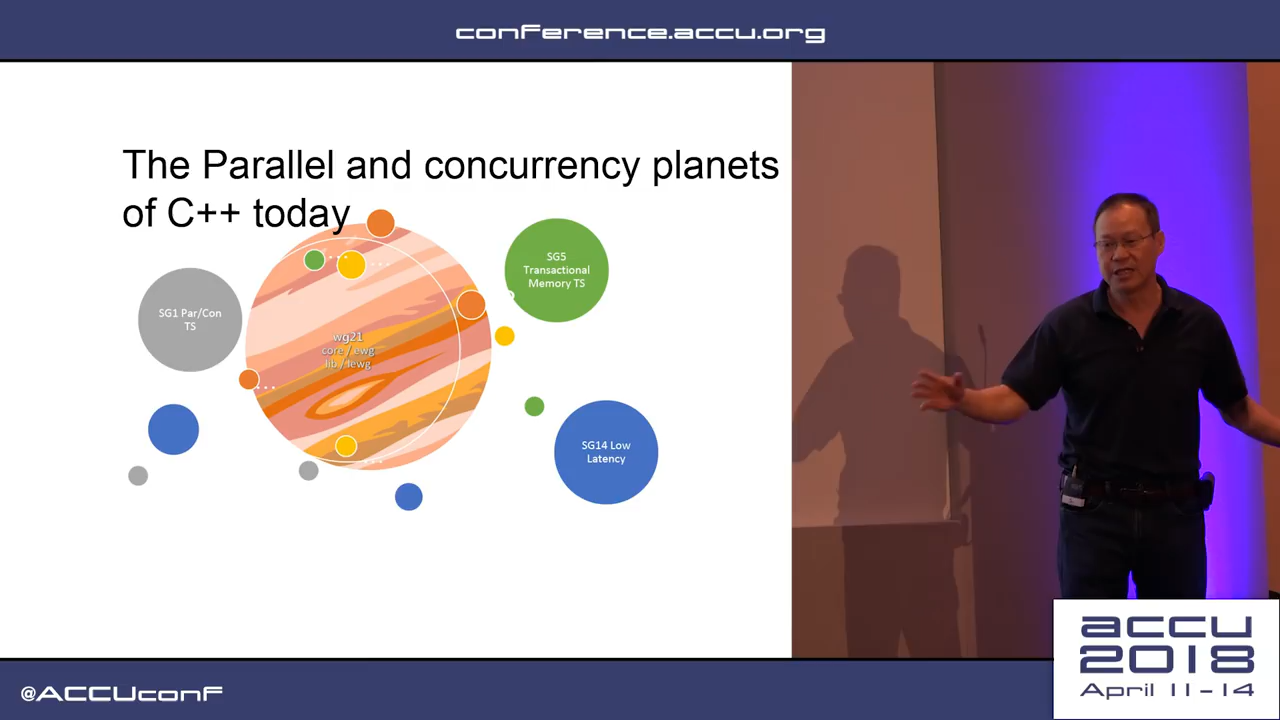 conference.accu.org
The Parallel and concurrency planets
of C++ today
SG5
Transactional
Memory TS
SG1 Par/Con
TS
wg21
core / ewg
lib / lewg
SG14 Low
Latency
@ACCUconf
accu
2018
April 11-14